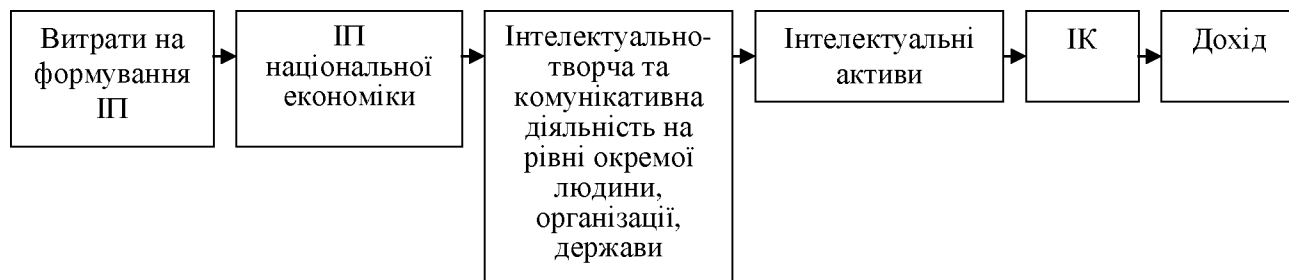 Витрати на
формування
ІП
ІП
національної
економіки
Інтелектуально-
творча та
комунікативна
діяльність на
рівні окремої
людини,
організації,
держави
Інтелектуальні
активи
ІК
Дохід